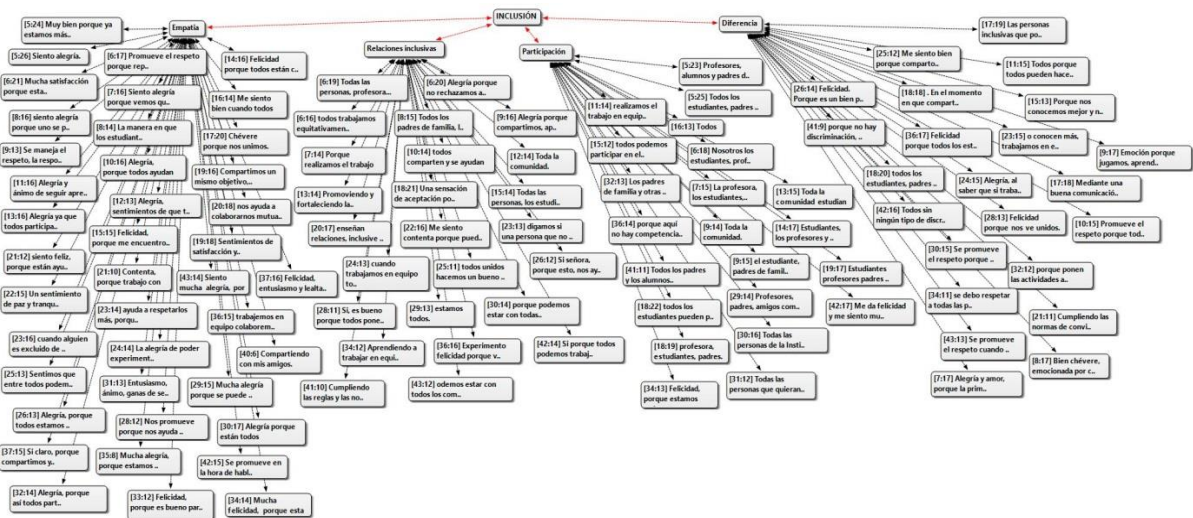 INCLUSIÓN
Empatía
Relaciones inclusivas
Participación
Diferencia
[5:24] Muy bien porque ya
estamos más..
[5:26] Siento alegría.
[6:17] Promueve el respeto
porque rep..
[14:16] Felicidad
porque todos están c..
[6:21] Mucha satisfacción
porque esta..
[7:16] Siento alegría
porque vemos qu..
[16:14] Me siento
bien cuando todos
[8:16] siento alegría
porque uno se p..
[8:14] La manera en que
los estudiant..
[17:20] Chévere
porque nos unimos.
[9:13] Se maneja el
respeto, la respo..
[10:16] Alegría,
porque todos ayudan
[19:16] Compartimos un
mismo objetivo,..
[11:16] Alegría y
ánimo de seguir apre..
[12:13] Alegría,
sentimientos de que t..
[20:18] nos ayuda a
colaborarnos mutua..
[13:16] Alegría ya que
todos participa..
[15:15] Felicidad,
porque me encuentro..
[19:18] Sentimientos de
satisfacción y..
[21:12] siento feliz,
porque están ayu..
[21:10] Contenta,
porque trabajo con
[43:14] Siento
mucha alegría, por
[37:16] Felicidad,
entusiasmo y lealta..
[22:15] Un sentimiento
de paz y tranqu..
[23:14] ayuda a respetarlos
más, porqu..
[36:15] trabajemos en
equipo colaborem..
[23:16] cuando alguien
es excluido de ..
[24:14] La alegría de poder
experiment..
[40:6] Compartiendo
con mis amigos.
[25:13] Sentimos que
entre todos podem..
[31:13] Entusiasmo,
ánimo, ganas de se..
[29:15] Mucha alegría
porque se puede ..
[26:13] Alegría, porque
todos estamos ..
[28:12] Nos promueve
porque nos ayuda ..
[30:17] Alegría porque
están todos
[37:15] Si claro, porque
compartimos y..
[35:8] Mucha alegría,
porque estamos ..
[42:15] Se promueve en
la hora de habl..
[32:14] Alegría, porque
así todos part..
[33:12] Felicidad,
porque es bueno par..
[34:14] Mucha
felicidad, porque esta
[6:19] Todas las
personas, profesora...
[6:20] Alegría porque
no rechazamos a..
[6:16] todos trabajamos
equitativamen..
[8:15] Todos los
padres de familia, l..
[9:16] Alegría porque
compartimos, ap..
[7:14] Porque
realizamos el trabajo
[10:14] todos
comparten y se ayudan
[12:14] Toda la
comunidad.
[13:14] Promoviendo y
fortaleciendo la..
[18:21] Una sensación
de aceptación po..
[15:14] Todas las
personas, los estudi..
[20:17] enseñan
relaciones, inclusive ..
[22:16] Me siento
contenta porque pued..
[23:13] digamos si
una persona que no ..
[24:13] cuando
trabajamos en equipo
to..
[25:11] todos unidos
hacemos un bueno ..
[26:12] Si señora,
porque esto, nos ay..
[28:11] Si, es bueno
porque todos pone..
[29:13] estamos
todos.
[30:14] porque podemos
estar con todas..
[34:12] Aprendiendo a
trabajar en equi..
[36:16] Experimento
felicidad porque v..
[42:14] Si porque todos
podemos trabaj..
[41:10] Cumpliendo
las reglas y las no..
[43:12] odemos estar con
todos los com..
[5:23] Profesores,
alumnos y padres d..
[5:25] Todos los
estudiantes, padres ..
[11:14] realizamos el
trabajo en equip..
[16:13] Todos
[15:12] todos podemos
participar en el..
[6:18] Nosotros los
estudiantes, prof..
[32:13] Los padres
de familia y otras ..
[7:15] La profesora,
los estudiantes,..
[13:15] Toda la
comunidad estudian
[36:14] porque aquí
no hay competencia..
[9:14] Toda la
comunidad.
[14:17] Estudiantes,
los profesores y ..
[41:11] Todos los padres
y los alumnos..
[9:15] el estudiante,
padres de famil..
[19:17] Estudiantes
profesores padres ..
[18:22] todos los
estudiantes pueden p..
[29:14] Profesores,
padres, amigos com..
[42:17] Me da felicidad
y me siento mu..
[18:19] profesora,
estudiantes, padres.
[30:16] Todas las
personas de la Insti..
[34:13] Felicidad,
porque estamos
[31:12] Todas las
personas que quieran..
[17:19] Las personas
inclusivas que po..
[25:12] Me siento bien
porque comparto..
[11:15] Todos porque
todos pueden hace..
[26:14] Felicidad.
Porque es un bien p..
[18:18] . En el momento
en que compart..
[15:13] Porque nos
conocemos mejor y n..
[41:9] porque no hay
discriminación, ..
[36:17] Felicidad
porque todos los est..
[23:15] o conocen más,
trabajamos en e..
[9:17] Emoción porque
jugamos, aprend..
[18:20] todos los
estudiantes, padres ..
[24:15] Alegría, al
saber que si traba..
[17:18] Mediante una
buena comunicació..
[42:16] Todos sin
ningún tipo de discr..
[28:13] Felicidad
porque nos ve unidos.
[10:15] Promueve el
respeto porque tod..
[30:15] Se promueve
el respeto porque ..
[32:12] porque ponen
las actividades a..
[34:11] se debo respetar
a todas las p..
[21:11] Cumpliendo las
normas de convi..
[43:13] Se promueve
el respeto cuando ..
[8:17] Bien chévere,
emocionada por c..
[7:17] Alegría y amor,
porque la prim..